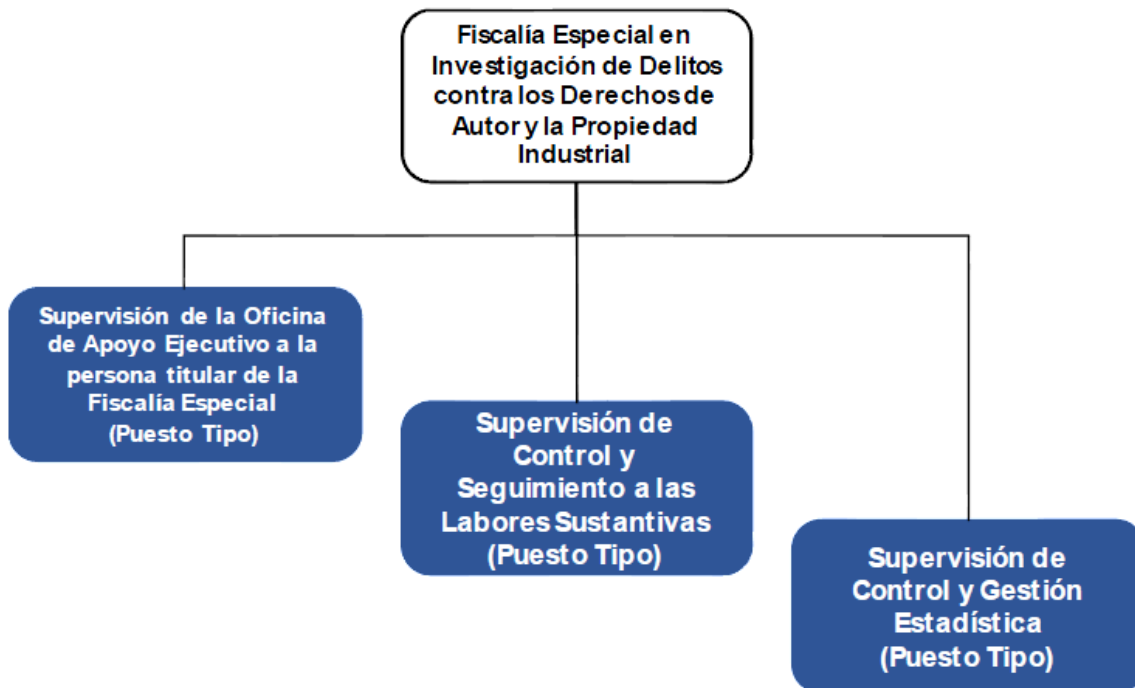 Fiscalía Especial en
Investigación de Delitos
contra los Derechos de
Autor y la Propiedad
Industrial
Supervisión de la Oficina
de Apoyo Ejecutivo a la
persona titular de la
Fiscalía Especial
(Puesto Tipo)
Supervisión de
Control y
Seguimiento a las
Labores Sustantivas
(Puesto Tipo)
Supervisión de
Control y Gestión
Estadística
(Puesto Tipo)